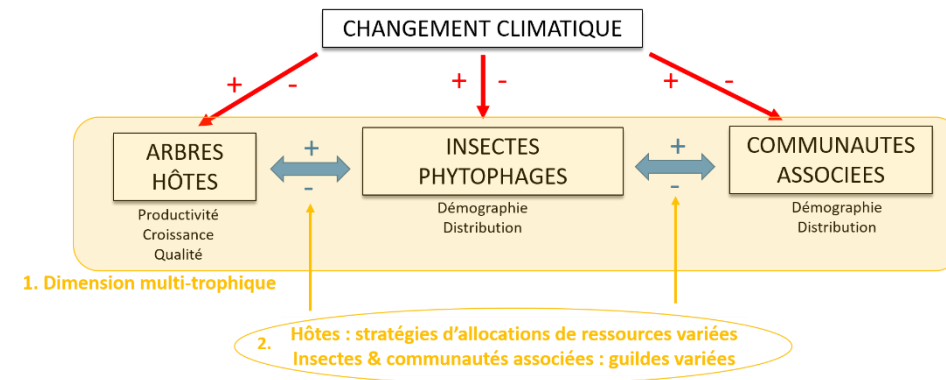 CHANGEMENT CLIMATIQUE
+ -
+ -
+ -
ARBRES
HÔTES
+
-
INSECTES
PHYTOPHAGES
+
-
COMMUNAUTES
ASSOCIEES
Productivité
Croissance
Qualité
Démographie
Distribution
Démographie
Distribution
1. Dimension multi-trophique
2.
Hôtes : stratégies d'allocations de ressources variées
Insectes & communautés associées : guildes variées